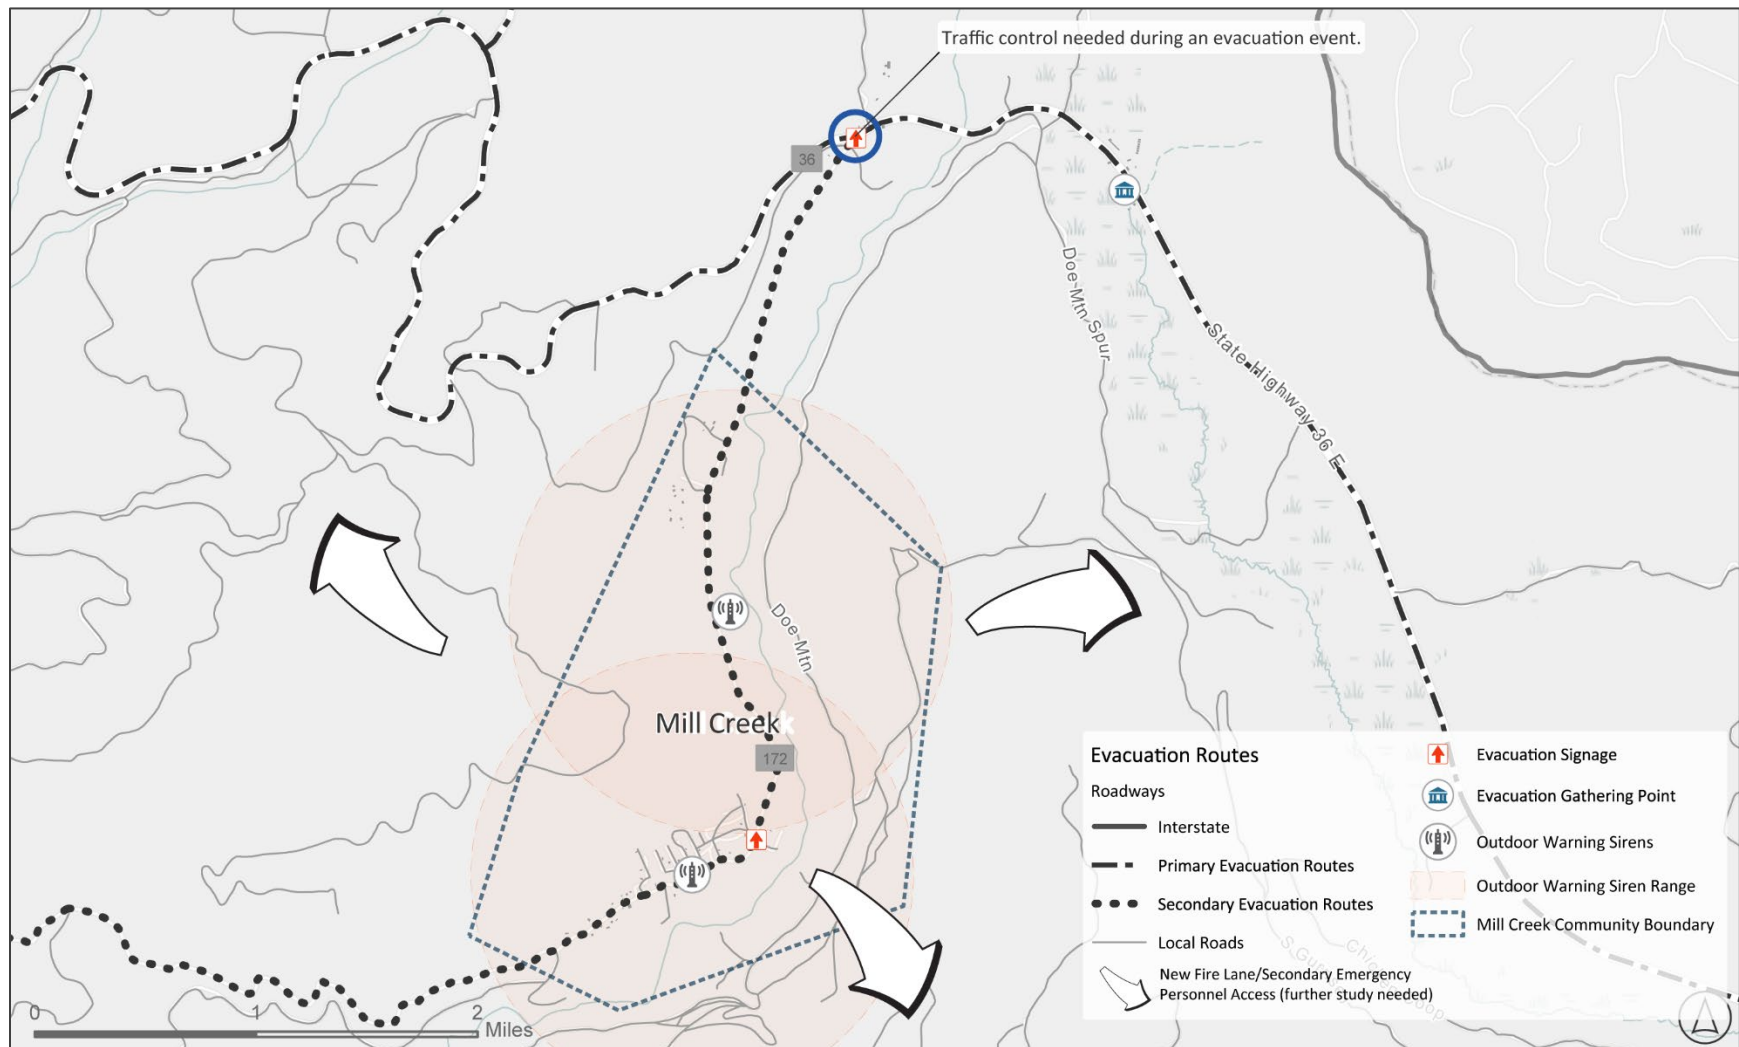 Traffic control needed during an evacuation event.
36
Doe Mtn Spur
State Highway 36 E
Doe Mtn
Mill Creek
172
Evacuation Routes
Roadways
Interstate
Primary Evacuation Routes
Secondary Evacuation Routes
Local Roads
New Fire Lane/Secondary Emergency
Personnel Access (further study needed)
Evacuation Signage
Evacuation Gathering Point
Outdoor Warning Sirens
Outdoor Warning Siren Range
Mill Creek Community Boundary
0 1 2
Miles